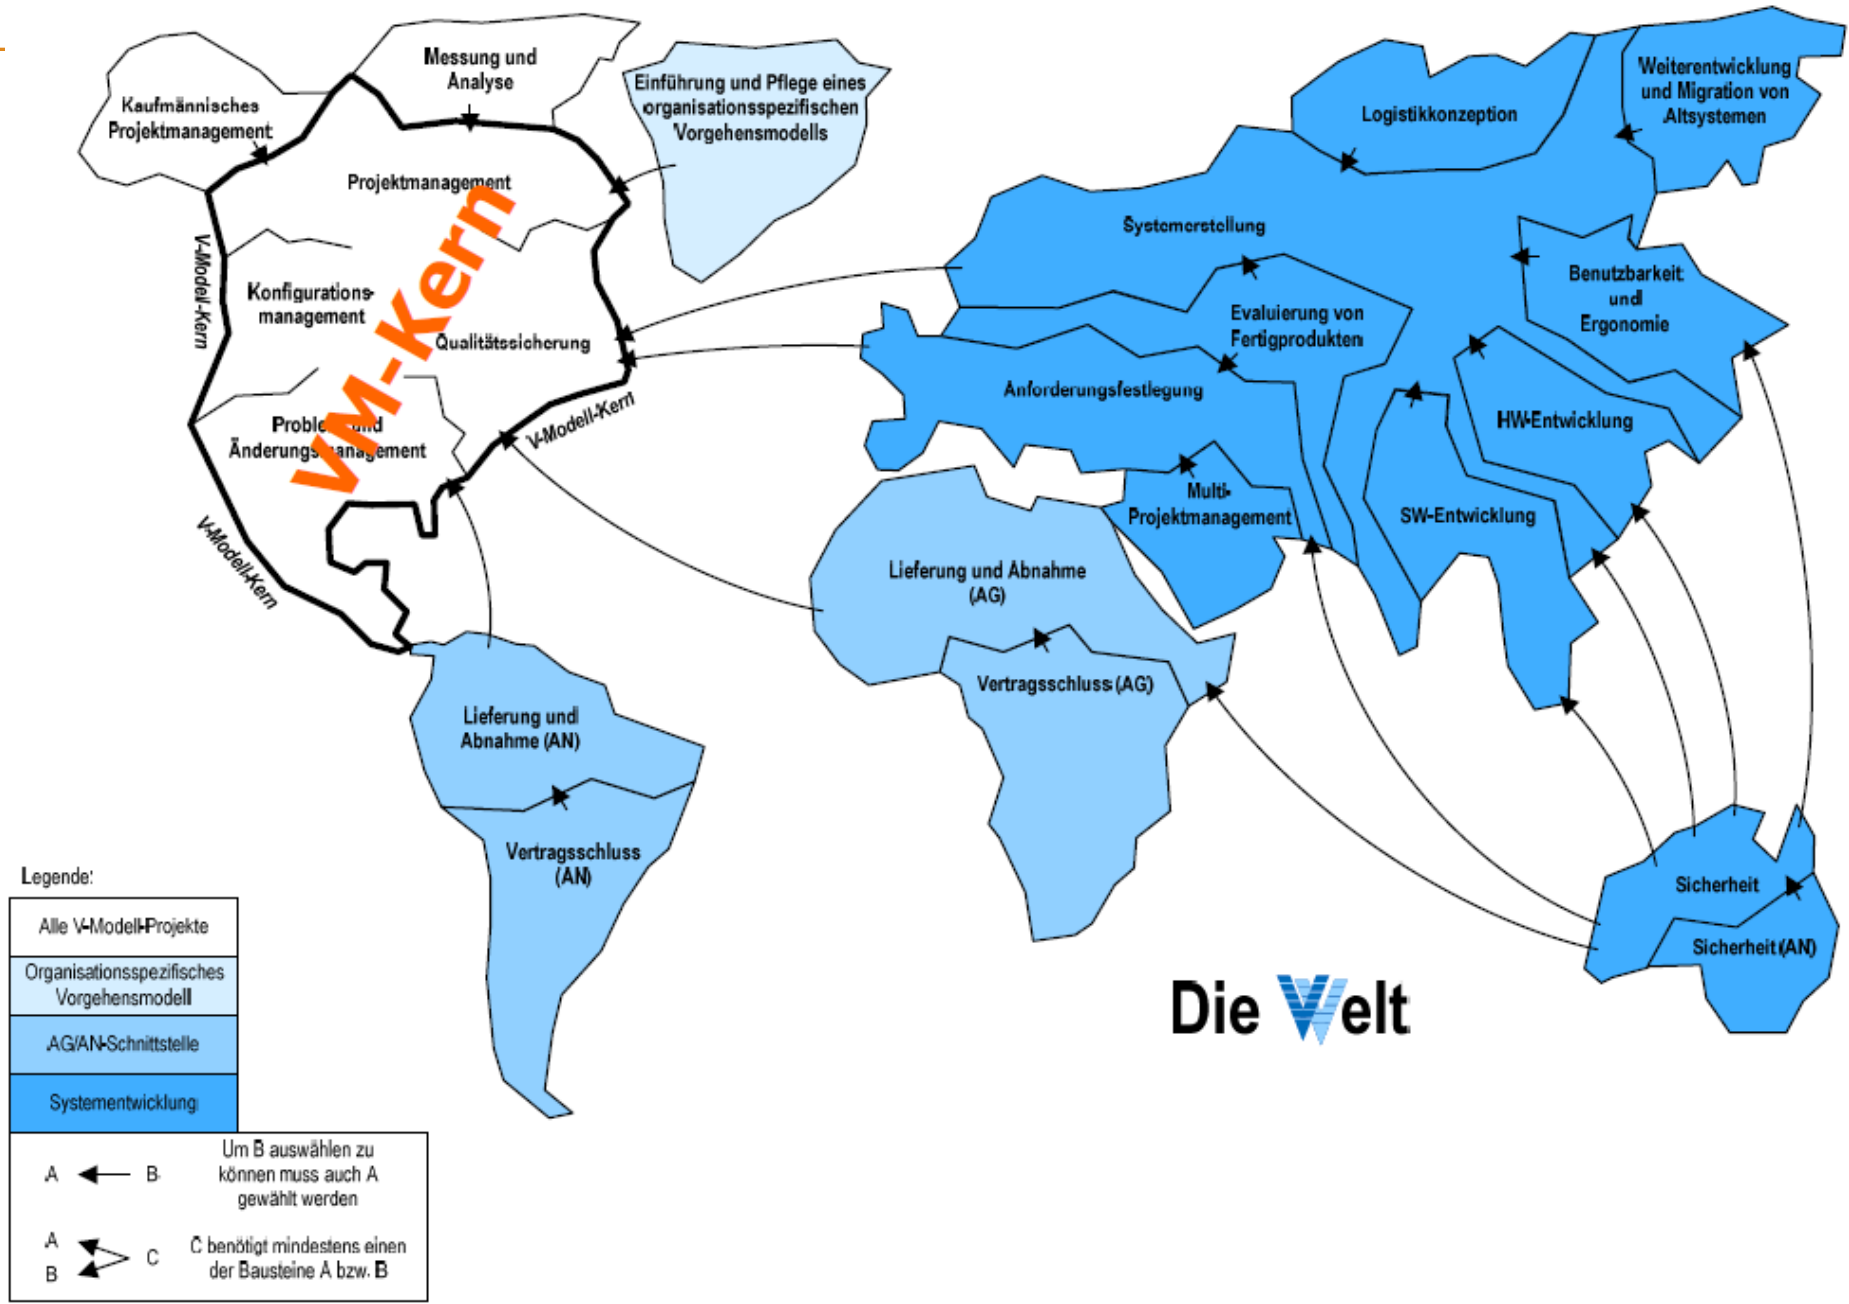 Messung und
Analyse
Kaufmännisches
Projektmanagement
Einführung und Pflege eines
organisationsspezifischen
Vorgehensmodells
Weiterentwicklung
und Migration von
Altsystemen
Logistikkonzeption
Projektmanagement
Systemerstellung
V-Modell-Kern
Konfigurations-
management
VM-Kern
Qualitätssicherung
Benutzbarkeit
und
Ergonomie
Evaluierung von
Fertigprodukten
Anforderungsfestlegung
V-Modell-Kern
HW-Entwicklung
Problem- und
Änderungsmanagement
Multi-
Projektmanagement
SW-Entwicklung
V-Modell-Kern
Lieferung und Abnahme
(AG)
Vertragsschluss (AG)
Lieferung und
Abnahme (AN)
Vertragsschluss
(AN)
Sicherheit
Sicherheit (AN)
Die Welt
Legende:
Alle V-Modell-Projekte
Organisationsspezifisches
Vorgehensmodell
AG/AN-Schnittstelle
Systementwicklung
A B
Um B auswählen zu
können muss auch A
gewählt werden
A
B
C
C benötigt mindestens einen
der Bausteine A bzw. B